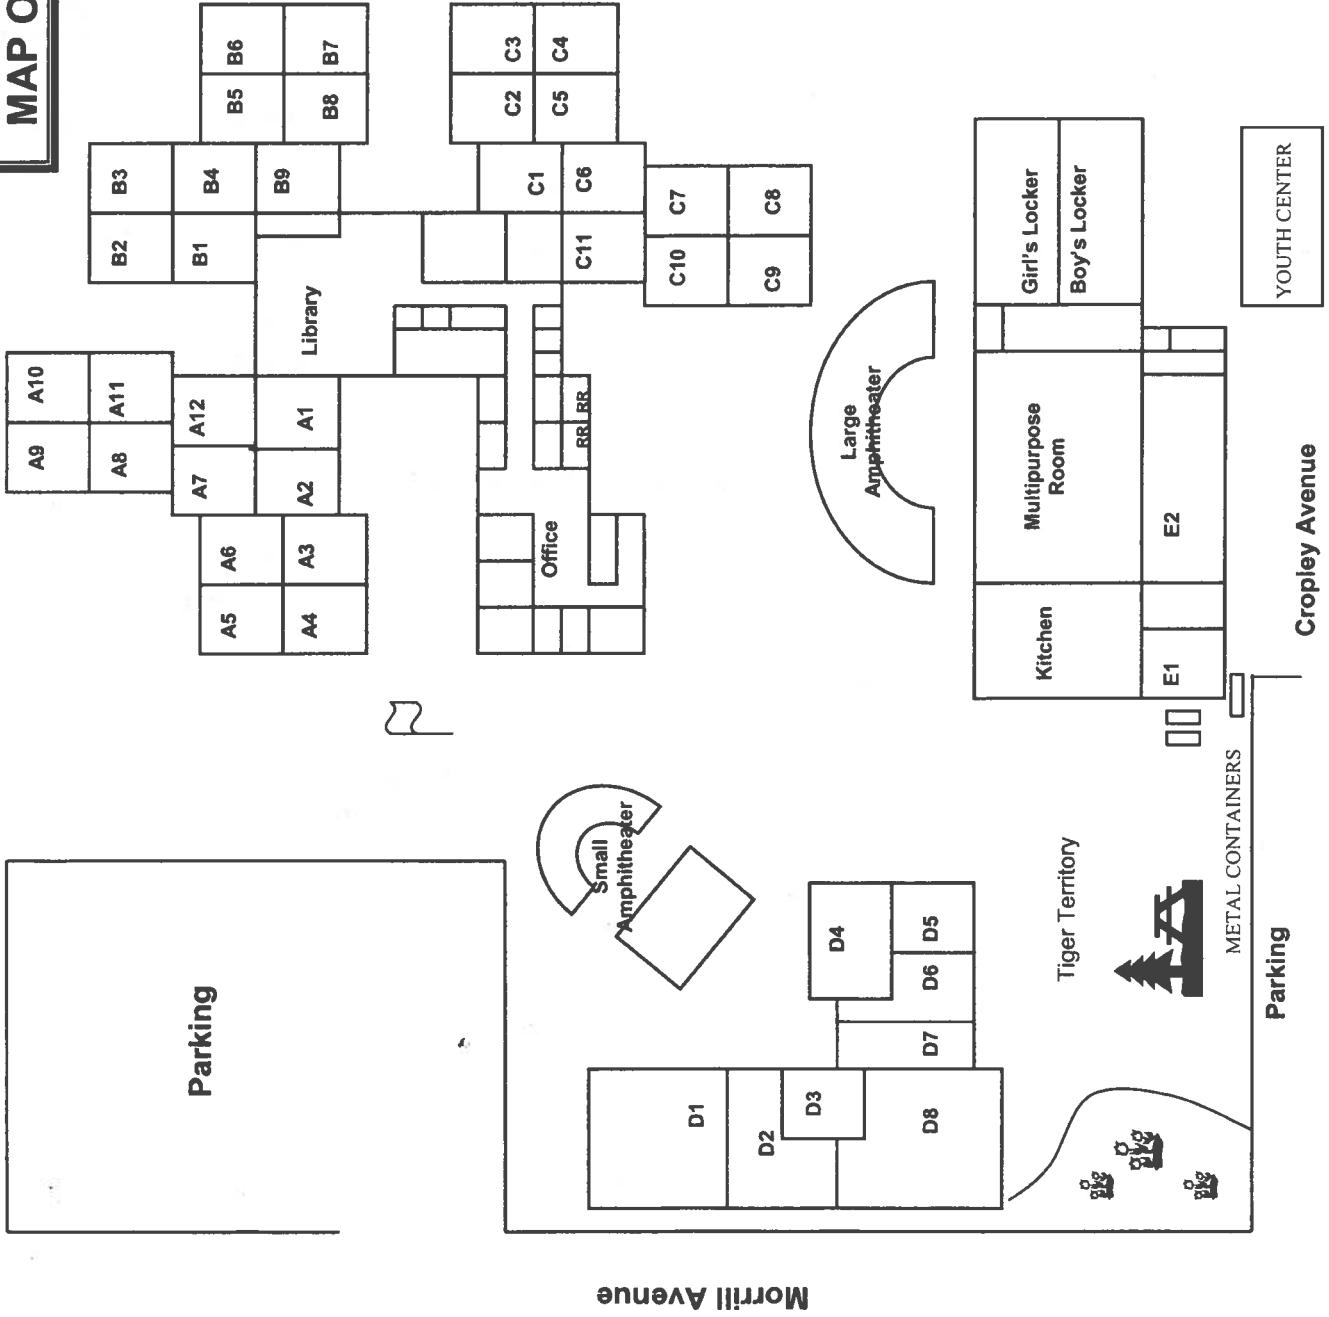 MAP O
B6
B7
B5
B8
B3
B4
B9
B2
B1
C3
C4
C2
C5
C1
C6
C7
C8
C11
C10
C9
Library
A10
A11
A12
A1
A9
A8
A7
A2
A6
A3
A5
A4
RR
RR
Office
Large
Amphitheater
Girl's Locker
Boy's Locker
YOUTH CENTER
Multipurpose
Room
E2
Kitchen
E1
Cropley Avenue
Small
Amphitheater
Parking
D4
D5
D6
D7
D1
D3
D2
D8
Tiger Territory
METAL CONTAINERS
Parking
Morrill Avenue